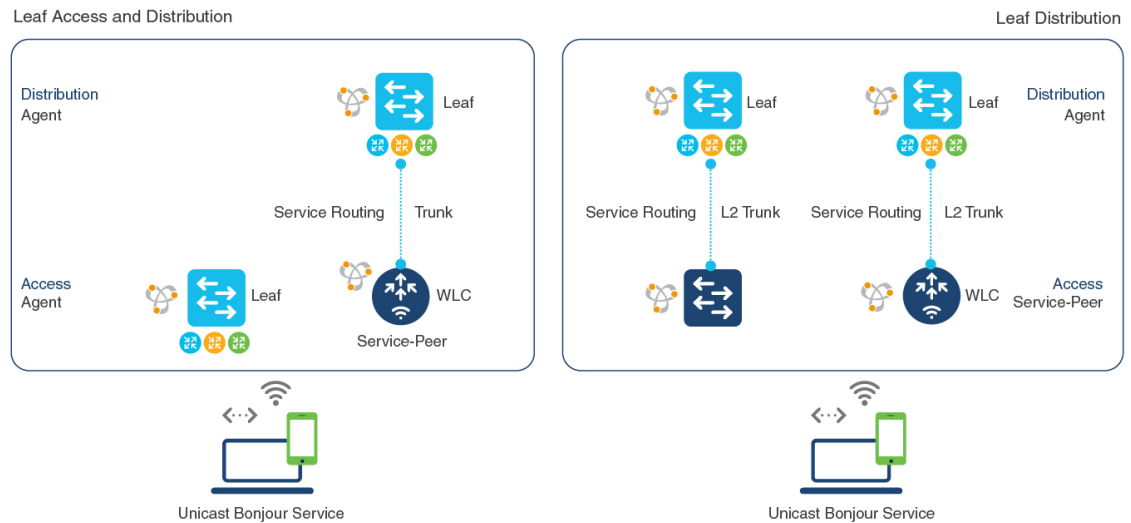 Leaf Access and Distribution
Distribution
Agent
Leaf
Service Routing
Trunk
Access
Agent
Leaf
WLC
Service-Peer
Unicast Bonjour Service
Leaf Distribution
Leaf
Leaf
Distribution
Agent
Service Routing
L2 Trunk
Service Routing
L2 Trunk
WLC
Access
Service-Peer
Unicast Bonjour Service